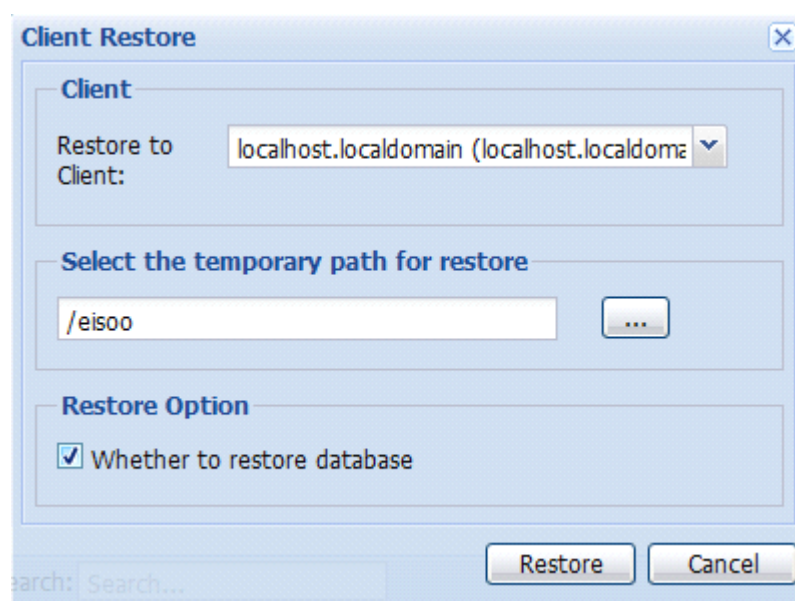 Client Restore
Client
Restore to
Client:
localhost.localdomain (localhost.localdoma
Select the temporary path for restore
/eisoo
...
Restore Option
Whether to restore database
Restore
Cancel
earch: Search...